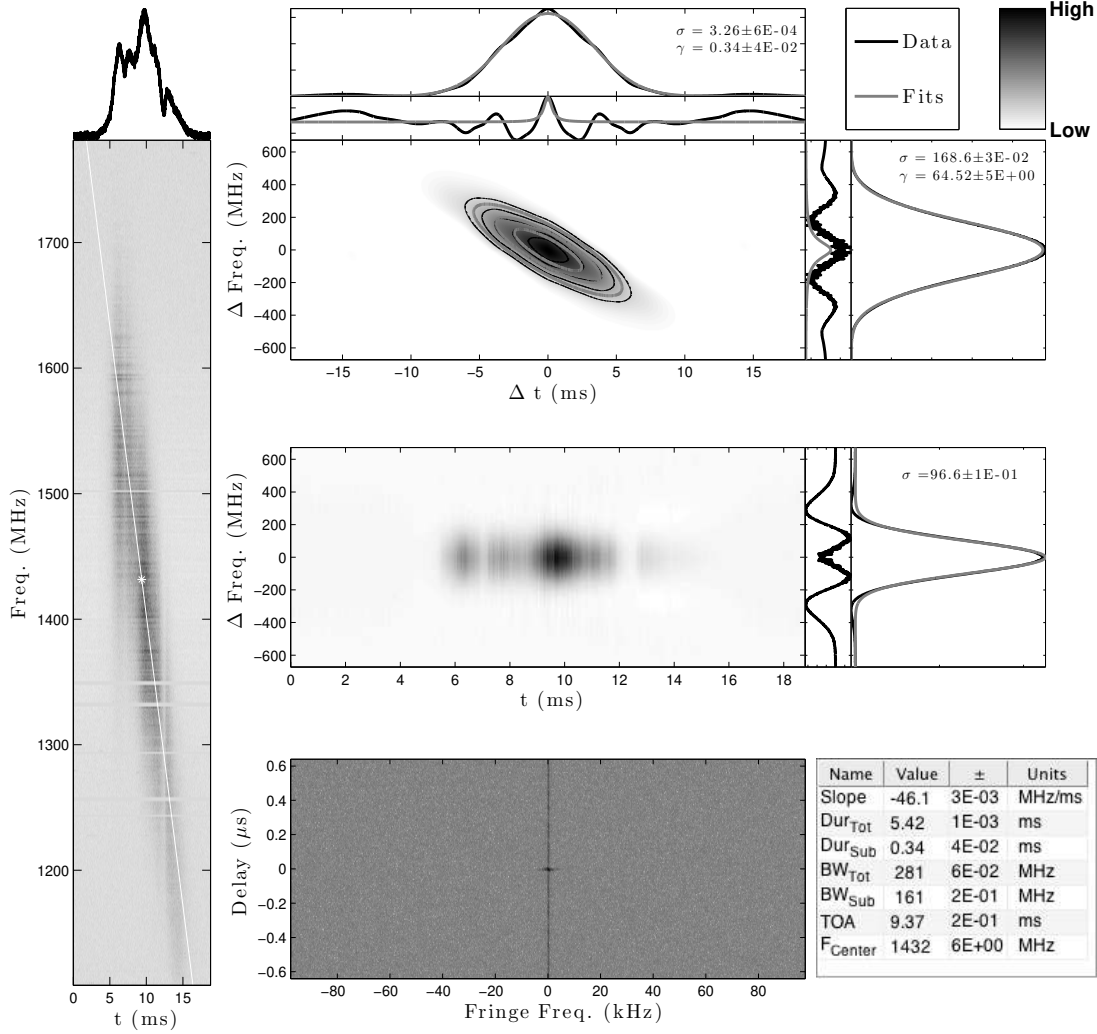 High
Low
Data
Fits
σ = 3.26±6E-04
γ = 0.34±4E-02
σ = 168.6±3E-02
γ = 64.52±5E+00
Δ Freq. (MHz)
600
400
200
0
−200
−400
−600
−15 −10 −5 0 5 10 15
Δ t (ms)
Freq. (MHz)
1700
1600
1500
1400
1300
1200
0 5 10 15
t (ms)
σ =96.6±1E-01
Δ Freq. (MHz)
600
400
200
0
−200
−400
−600
0 2 4 6 8 10 12 14 16 18
t (ms)
Delay (μs)
0.6
0.4
0.2
0
−0.2
−0.4
−0.6
−80 −60 −40 −20 0 20 40 60 80
Fringe Freq. (kHz)
Name Value ± Units
Slope -46.1 3E-03 MHz/ms
DurTot 5.42 1E-03 ms
DurSub 0.34 4E-02 ms
BWTot 281 6E-02 MHz
BWSub 161 2E-01 MHz
TOA 9.37 2E-01 ms
FCenter 1432 6E+00 MHz